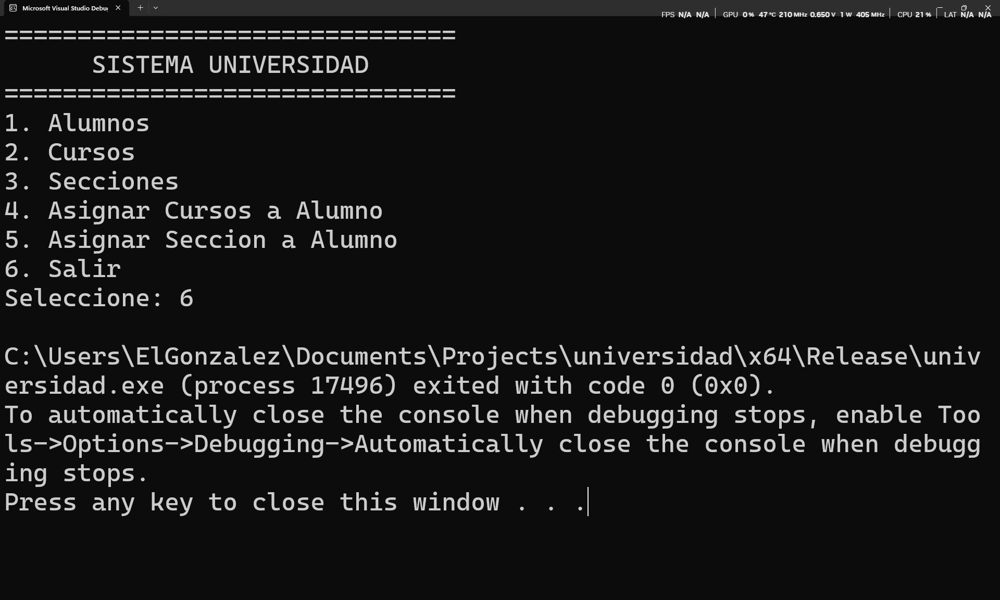 Microsoft Visual Studio Debug
FPS N/A N/A | GPU 0% 47°C 210 MHz 0.650 V 1 W 405 MHz | CPU 21% | LAT N/A N/A
===============================
SISTEMA UNIVERSIDAD
===============================
1. Alumnos
2. Cursos
3. Secciones
4. Asignar Cursos a Alumno
5. Asignar Seccion a Alumno
6. Salir
Seleccione: 6
C:\Users\ElGonzalez\Documents\Projects\universidad\x64\Release\univ
ersidad.exe (process 17496) exited with code 0 (0x0).
To automatically close the console when debugging stops, enable Too
ls->Options->Debugging->Automatically close the console when debugg
ing stops.
Press any key to close this window . . .